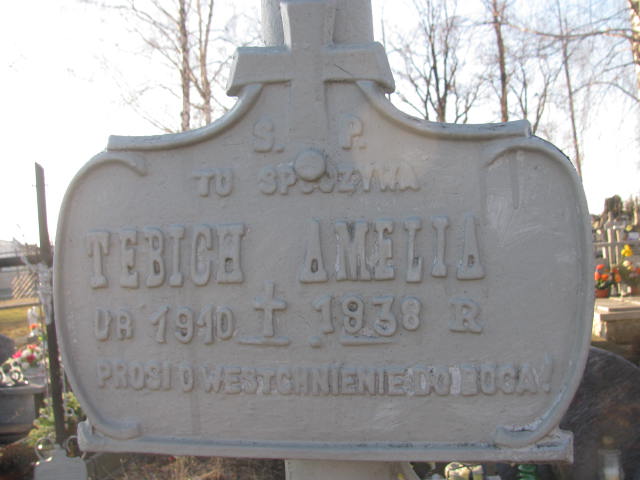 S. P.
TU SPOCZYWA
TEBICH AMELIA
UR 1910 † 1938 R
PROSI O WESTCHNIENIE DO BOGA!